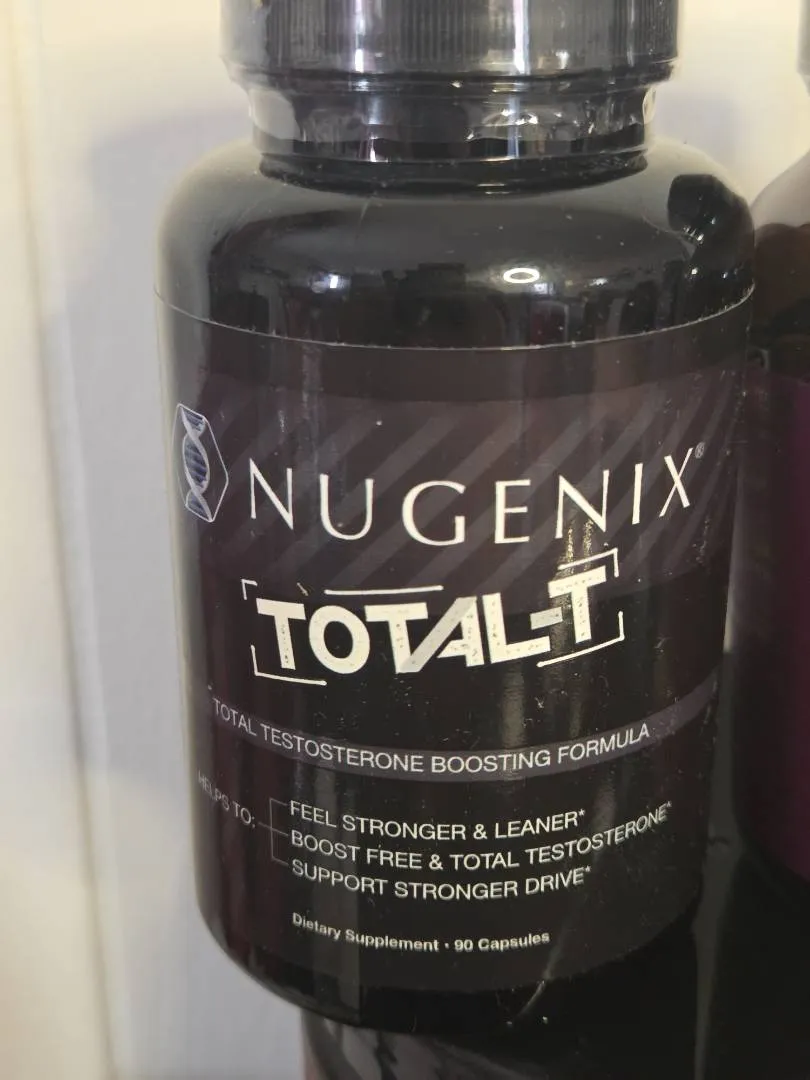 NUGENIX®
TOTAL-T
TOTAL TESTOSTERONE BOOSTING FORMULA
HELPS TO:
FEEL STRONGER & LEANER*
BOOST FREE & TOTAL TESTOSTERONE*
SUPPORT STRONGER DRIVE*
Dietary Supplement • 90 Capsules